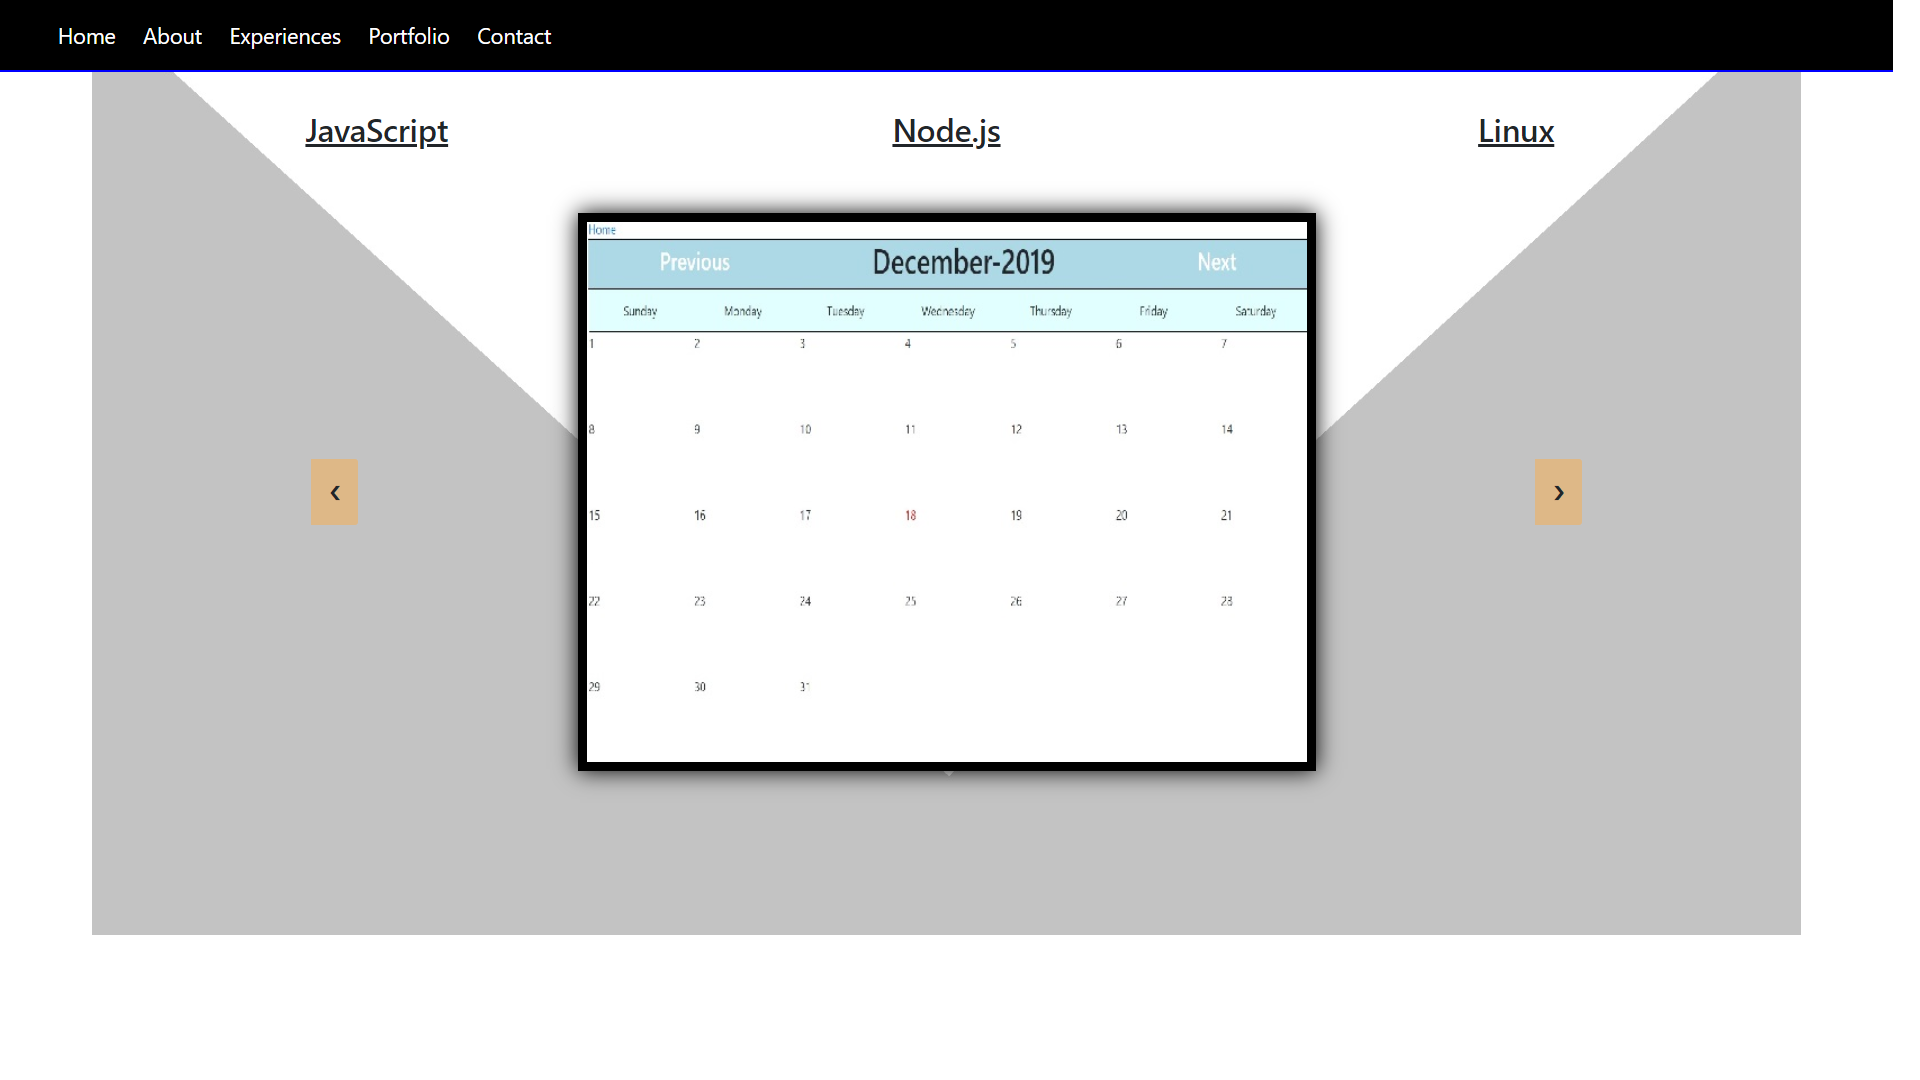 Home About Experiences Portfolio Contact
JavaScript Node.js Linux
Home
Previous December-2019 Next
Sunday Monday Tuesday Wednesday Thursday Friday Saturday
1 2 3 4 5 6 7
8 9 10 11 12 13 14
‹ ›
15 16 17 18 19 20 21
22 23 24 25 26 27 28
29 30 31